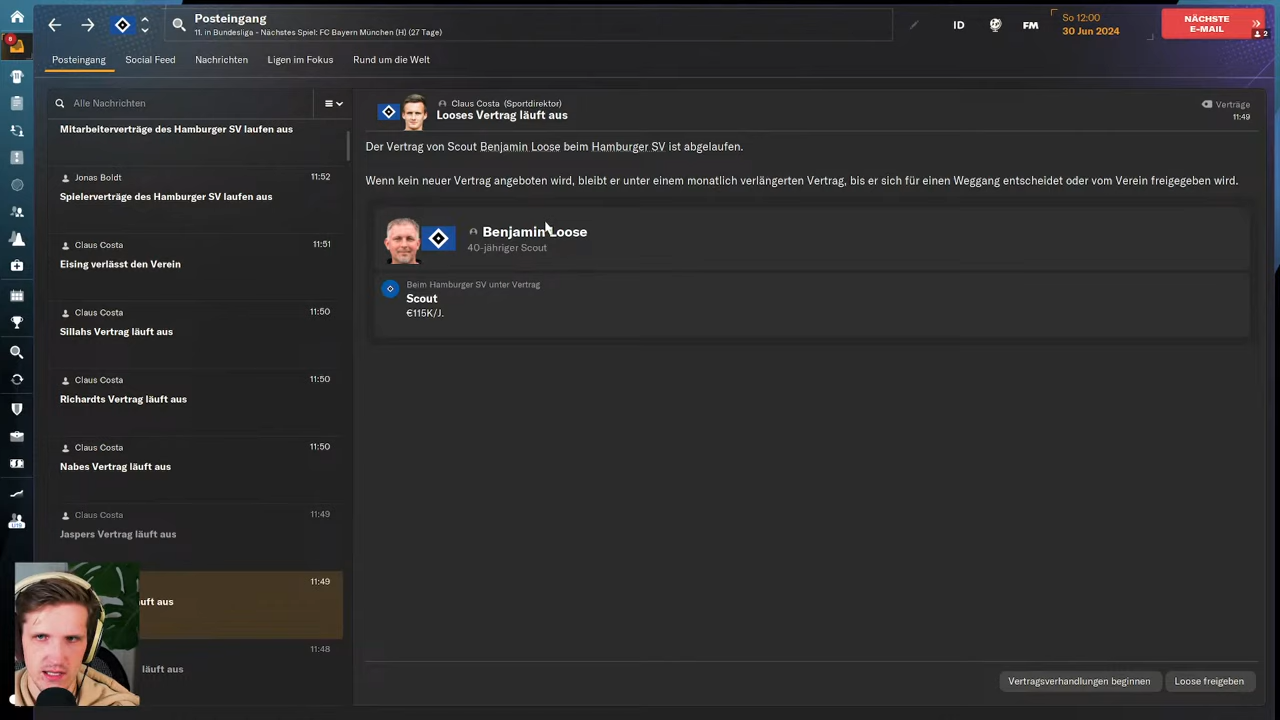 Posteingang
11. in Bundesliga - Nächstes Spiel: FC Bayern München (H) (27 Tage)
ID
FM
So 12:00
30 Jun 2024
NÄCHSTE
E-MAIL
2
Posteingang
Social Feed
Nachrichten
Ligen im Fokus
Rund um die Welt
Alle Nachrichten
Mitarbeiterverträge des Hamburger SV laufen aus
Jonas Boldt
11:52
Spielerverträge des Hamburger SV laufen aus
Claus Costa
11:51
Eising verlässt den Verein
Claus Costa
11:50
Sillahs Vertrag läuft aus
Claus Costa
11:50
Richardts Vertrag läuft aus
Claus Costa
11:50
Nabes Vertrag läuft aus
Claus Costa
11:49
Jaspers Vertrag läuft aus
11:49
uft aus
11:48
läuft aus
Claus Costa (Sportdirektor)
Looses Vertrag läuft aus
Verträge
11:49
Der Vertrag von Scout Benjamin Loose beim Hamburger SV ist abgelaufen.
Wenn kein neuer Vertrag angeboten wird, bleibt er unter einem monatlich verlängerten Vertrag, bis er sich für einen Weggang entscheidet oder vom Verein freigegeben wird.
Benjamin Loose
40-jähriger Scout
Beim Hamburger SV unter Vertrag
Scout
€115K/J.
Vertragsverhandlungen beginnen
Loose freigeben